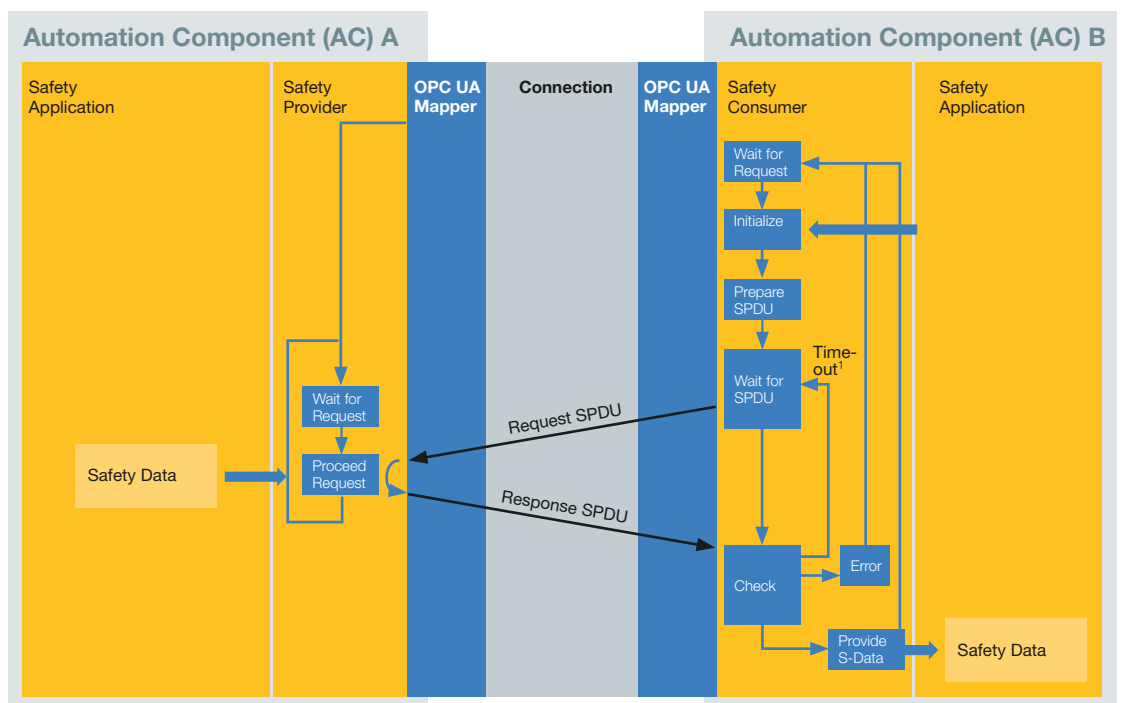 Automation Component (AC) A
Automation Component (AC) B
Safety
Application
Safety
Provider
OPC UA
Mapper
Connection
OPC UA
Mapper
Safety
Consumer
Safety
Application
Wait for
Request
Initialize
Prepare
SPDU
Time-
out¹
Wait for
SPDU
Wait for
Request
Request SPDU
Proceed
Request
Safety Data
Response SPDU
Check
Error
Provide
S-Data
Safety Data